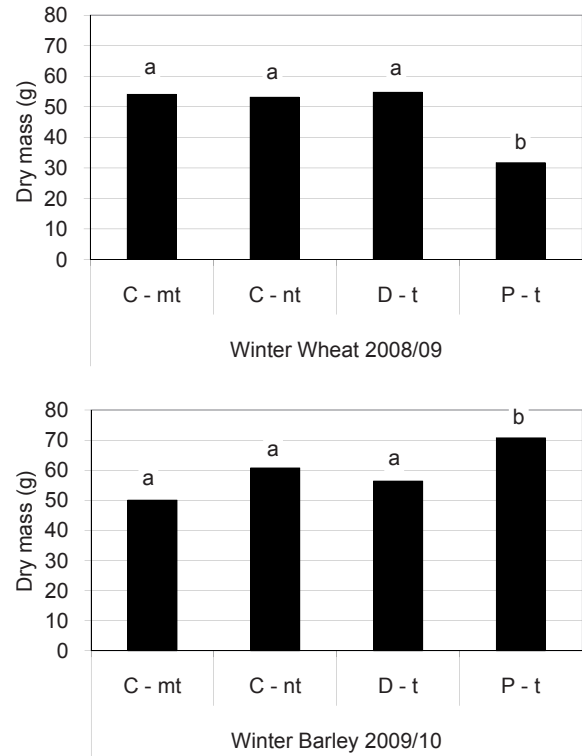 80
70
60
50
40
30
20
10
0
Dry mass (g)
a
a
a
b
C - mt
C - nt
D - t
P - t
Winter Wheat 2008/09
80
70
60
50
40
30
20
10
0
Dry mass (g)
a
a
a
b
C - mt
C - nt
D - t
P - t
Winter Barley 2009/10